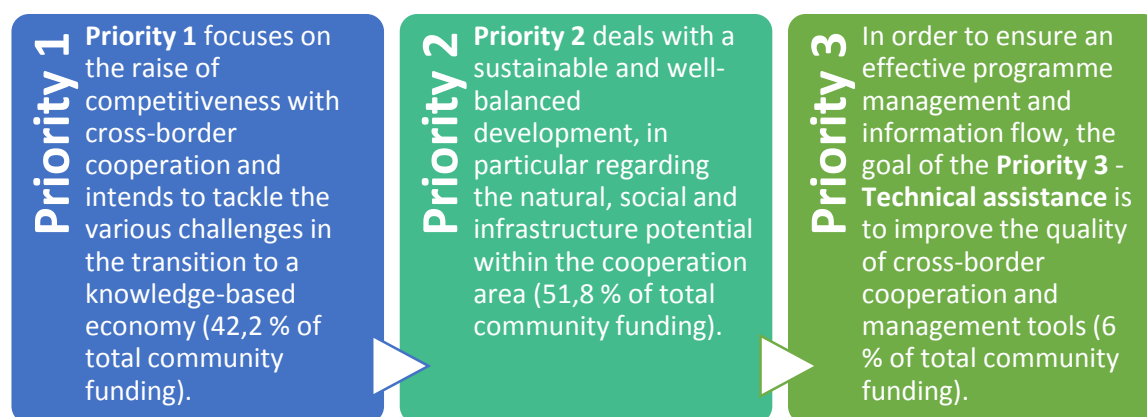 Priority 1
Priority 1 focuses on
the raise of
competitiveness with
cross-border
cooperation and
intends to tackle the
various challenges in
the transition to a
knowledge-based
economy (42,2 % of
total community
funding).
Priority 2
Priority 2 deals with a
sustainable and well-
balanced
development, in
particular regarding
the natural, social and
infrastructure potential
within the cooperation
area (51,8 % of total
community funding).
Priority 3
In order to ensure an
effective programme
management and
information flow, the
goal of the Priority 3 -
Technical assistance is
to improve the quality
of cross-border
cooperation and
management tools (6
% of total community
funding).